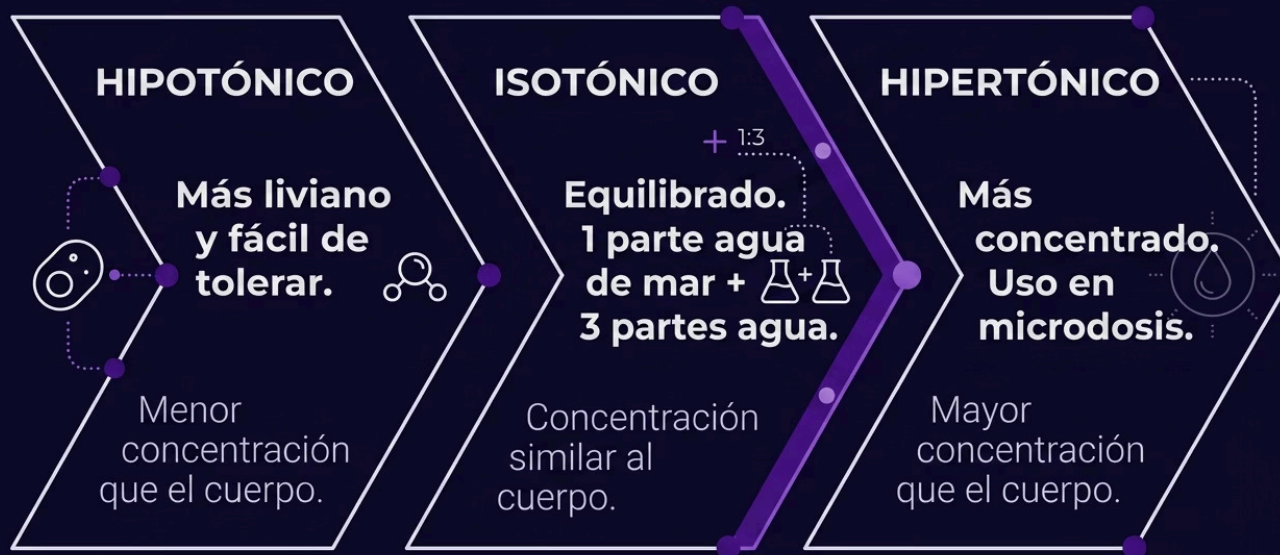 HIPOTÓNICO
Más liviano
y fácil de
tolerar.
Menor
concentración
que el cuerpo.
ISOTÓNICO
+ 1:3
Equilibrado.
1 parte agua
de mar +
3 partes agua.
Concentración
similar al
cuerpo.
HIPERTÓNICO
Más
concentrado.
Uso en
microdosis.
Mayor
concentración
que el cuerpo.